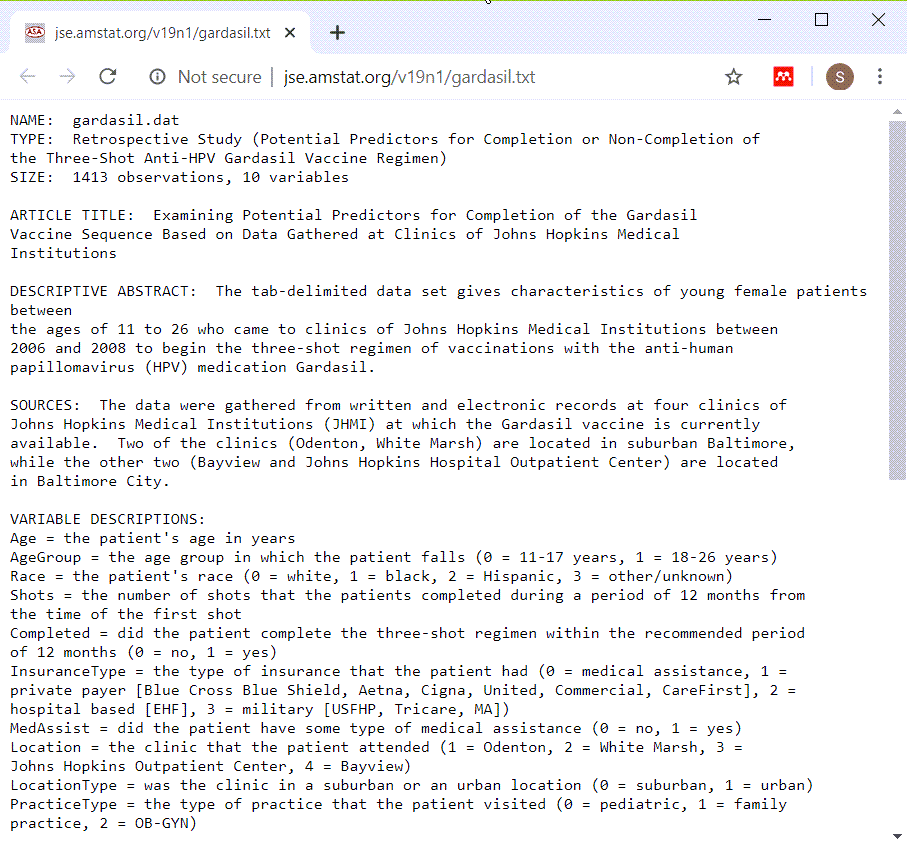 ASA jse.amstat.org/v19n1/gardasil.txt
Not secure | jse.amstat.org/v19n1/gardasil.txt
S
NAME:  gardasil.dat
TYPE:  Retrospective Study (Potential Predictors for Completion or Non-Completion of
the Three-Shot Anti-HPV Gardasil Vaccine Regimen)
SIZE:  1413 observations, 10 variables
ARTICLE TITLE:  Examining Potential Predictors for Completion of the Gardasil
Vaccine Sequence Based on Data Gathered at Clinics of Johns Hopkins Medical
Institutions
DESCRIPTIVE ABSTRACT:  The tab-delimited data set gives characteristics of young female patients
between
the ages of 11 to 26 who came to clinics of Johns Hopkins Medical Institutions between
2006 and 2008 to begin the three-shot regimen of vaccinations with the anti-human
papillomavirus (HPV) medication Gardasil.
SOURCES:  The data were gathered from written and electronic records at four clinics of
Johns Hopkins Medical Institutions (JHMI) at which the Gardasil vaccine is currently
available.  Two of the clinics (Odenton, White Marsh) are located in suburban Baltimore,
while the other two (Bayview and Johns Hopkins Hospital Outpatient Center) are located
in Baltimore City.
VARIABLE DESCRIPTIONS:
Age = the patient's age in years
AgeGroup = the age group in which the patient falls (0 = 11-17 years, 1 = 18-26 years)
Race = the patient's race (0 = white, 1 = black, 2 = Hispanic, 3 = other/unknown)
Shots = the number of shots that the patients completed during a period of 12 months from
the time of the first shot
Completed = did the patient complete the three-shot regimen within the recommended period
of 12 months (0 = no, 1 = yes)
InsuranceType = the type of insurance that the patient had (0 = medical assistance, 1 =
private payer [Blue Cross Blue Shield, Aetna, Cigna, United, Commercial, CareFirst], 2 =
hospital based [EHF], 3 = military [USFHP, Tricare, MA])
MedAssist = did the patient have some type of medical assistance (0 = no, 1 = yes)
Location = the clinic that the patient attended (1 = Odenton, 2 = White Marsh, 3 =
Johns Hopkins Outpatient Center, 4 = Bayview)
LocationType = was the clinic in a suburban or an urban location (0 = suburban, 1 = urban)
PracticeType = the type of practice that the patient visited (0 = pediatric, 1 = family
practice, 2 = OB-GYN)